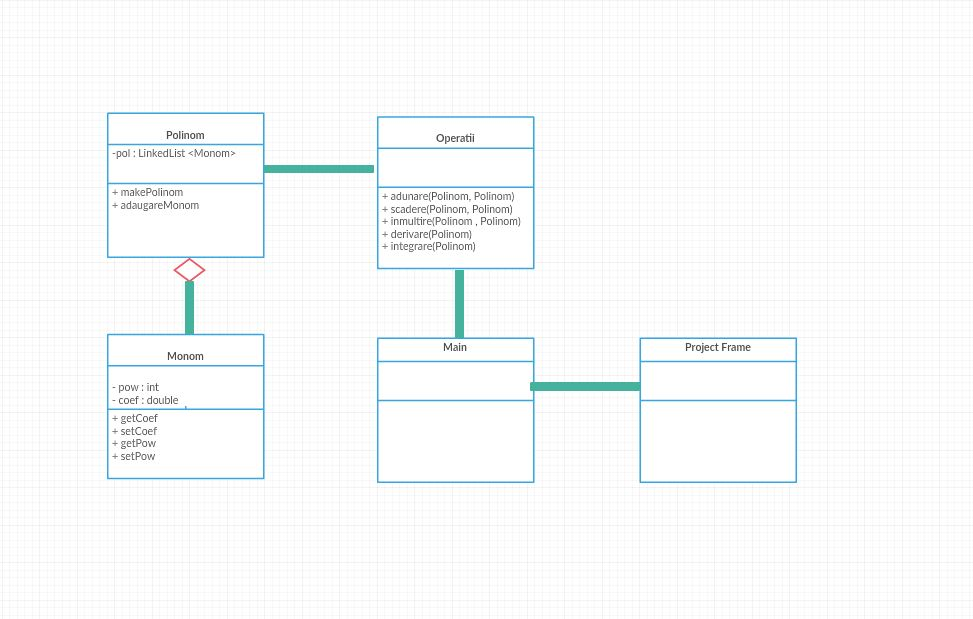 Polinom
-pol : LinkedList <Monom>
+ makePolinom
+ adaugareMonom
Operatii
+ adunare(Polinom, Polinom)
+ scadere(Polinom, Polinom)
+ inmultire(Polinom , Polinom)
+ derivare(Polinom)
+ integrare(Polinom)
Monom
- pow : int
- coef : double
+ getCoef
+ setCoef
+ getPow
+ setPow
Main
Project Frame